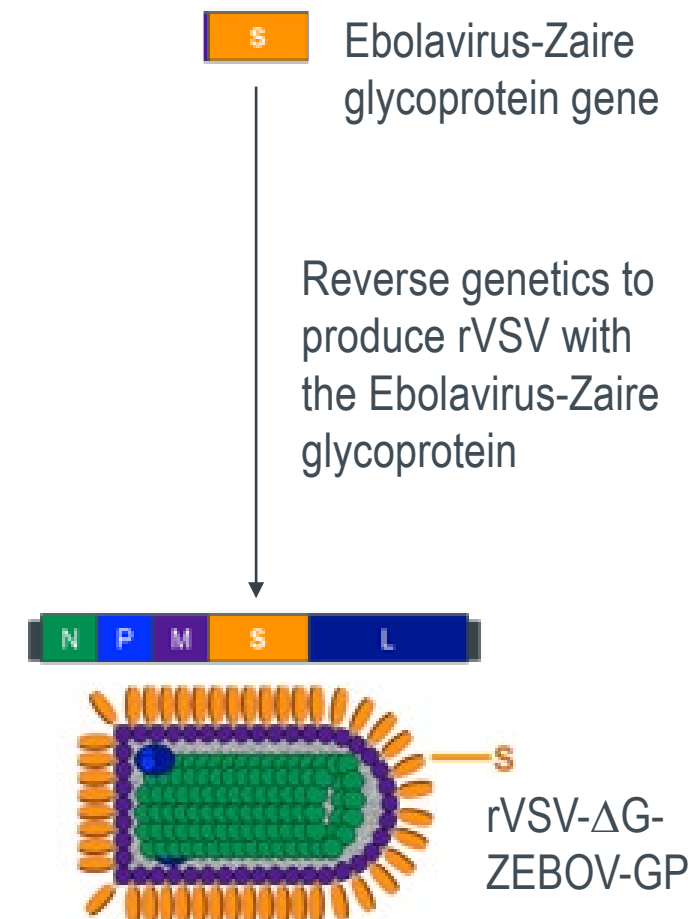 S
Ebolavirus-Zaire
glycoprotein gene
Reverse genetics to
produce rVSV with
the Ebolavirus-Zaire
glycoprotein
N P M S L
S
rVSV-ΔG-
ZEBOV-GP